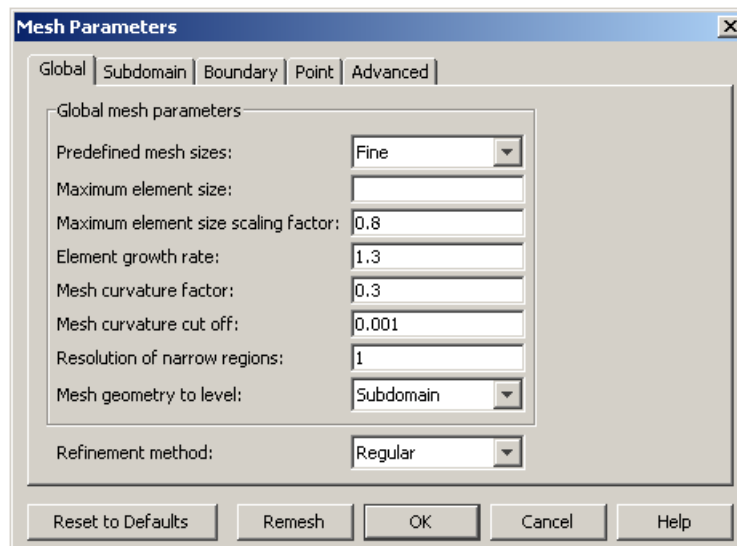 Mesh Parameters
Global Subdomain Boundary Point Advanced
Global mesh parameters
Predefined mesh sizes: Fine
Maximum element size:
Maximum element size scaling factor: 0.8
Element growth rate: 1.3
Mesh curvature factor: 0.3
Mesh curvature cut off: 0.001
Resolution of narrow regions: 1
Mesh geometry to level: Subdomain
Refinement method: Regular
Reset to Defaults Remesh OK Cancel Help